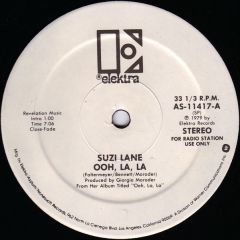 elektra
33 1/3 R.P.M.
AS-11417-A
(SP)
℗ 1979 by
Elektra Records
STEREO
FOR RADIO STATION
USE ONLY
Revelation Music
Intro 1:00
Time 7:06
Close-Fade
SUZI LANE
OOH, LA, LA
(Faltermeyer/Bennett/Moroder)
Produced by Giorgio Moroder
From Her Album Titled "Ooh, La, La"